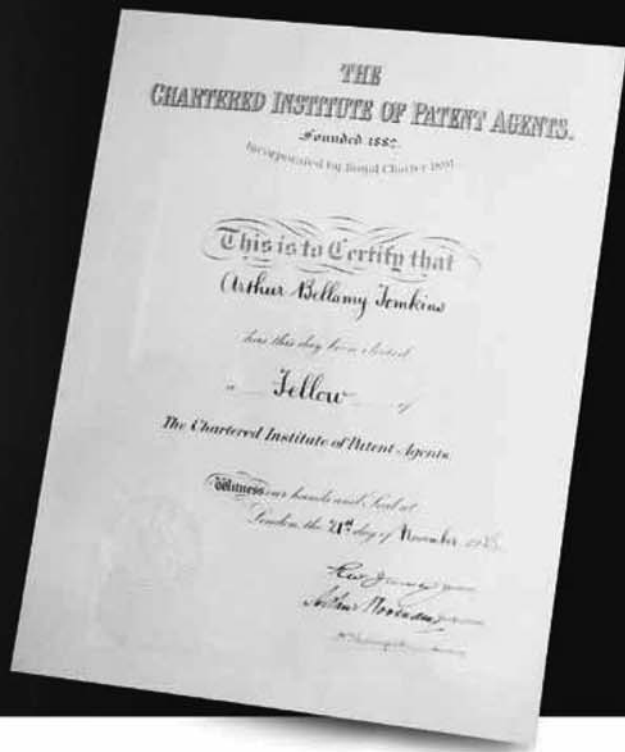 THE
CHARTERED INSTITUTE OF PATENT AGENTS.
Founded 1882.
Incorporated by Royal Charter 1891.
This is to Certify that
Arthur Bellamy Tomkins
has this day been elected
a Fellow of
The Chartered Institute of Patent Agents
Witness our hands and Seal at
London, the 21st day of November
Arthur